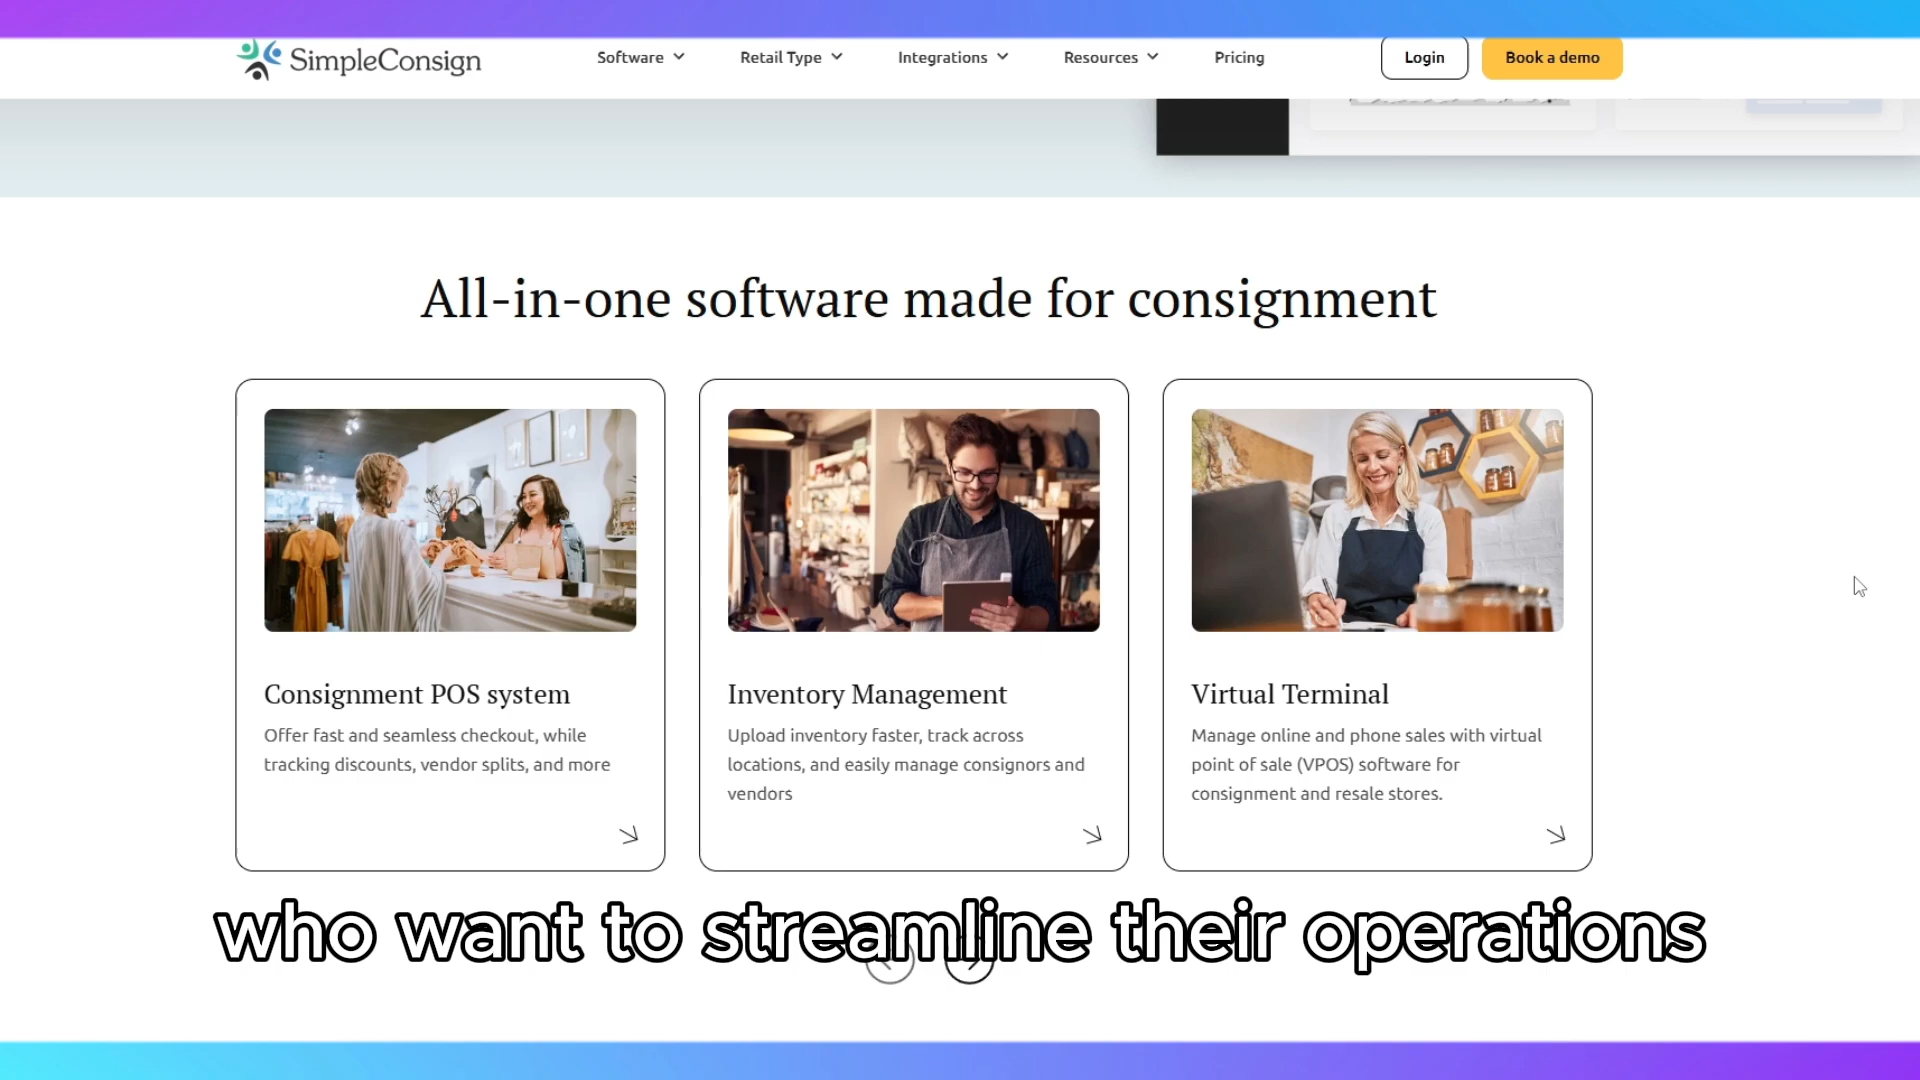 SimpleConsign
Software
Retail Type
Integrations
Resources
Pricing
Login
Book a demo
All-in-one software made for consignment
Consignment POS system
Offer fast and seamless checkout, while
tracking discounts, vendor splits, and more
Inventory Management
Upload inventory faster, track across
locations, and easily manage consignors and
vendors
Virtual Terminal
Manage online and phone sales with virtual
point of sale (VPOS) software for
consignment and resale stores.
who want to streamline their operations